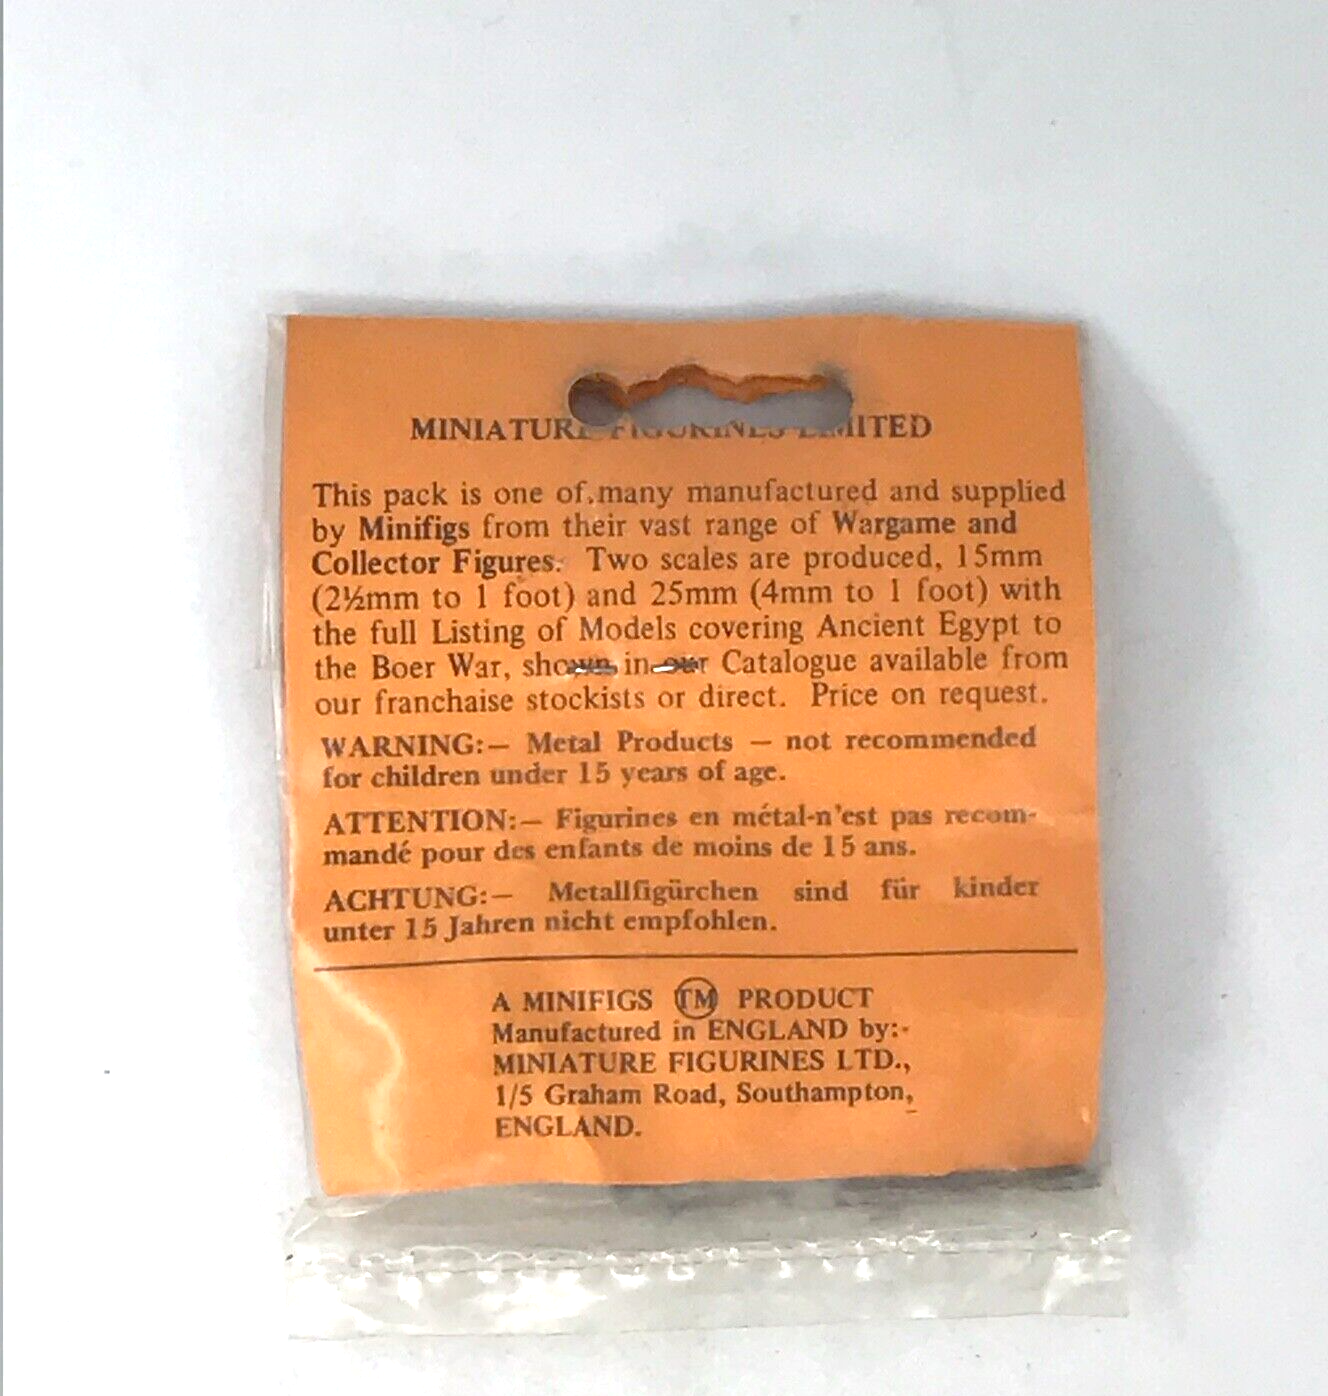 MINIATURE FIGURINES LIMITED
This pack is one of many manufactured and supplied
by Minifigs from their vast range of Wargame and
Collector Figures. Two scales are produced, 15mm
(2½mm to 1 foot) and 25mm (4mm to 1 foot) with
the full Listing of Models covering Ancient Egypt to
the Boer War, shown in our Catalogue available from
our franchaise stockists or direct. Price on request.
WARNING:— Metal Products — not recommended
for children under 15 years of age.
ATTENTION:— Figurines en métal-n'est pas recom-
mandé pour des enfants de moins de 15 ans.
ACHTUNG:— Metallfigürchen sind für kinder
unter 15 Jahren nicht empfohlen.
A MINIFIGS TM PRODUCT
Manufactured in ENGLAND by:-
MINIATURE FIGURINES LTD.,
1/5 Graham Road, Southampton,
ENGLAND.